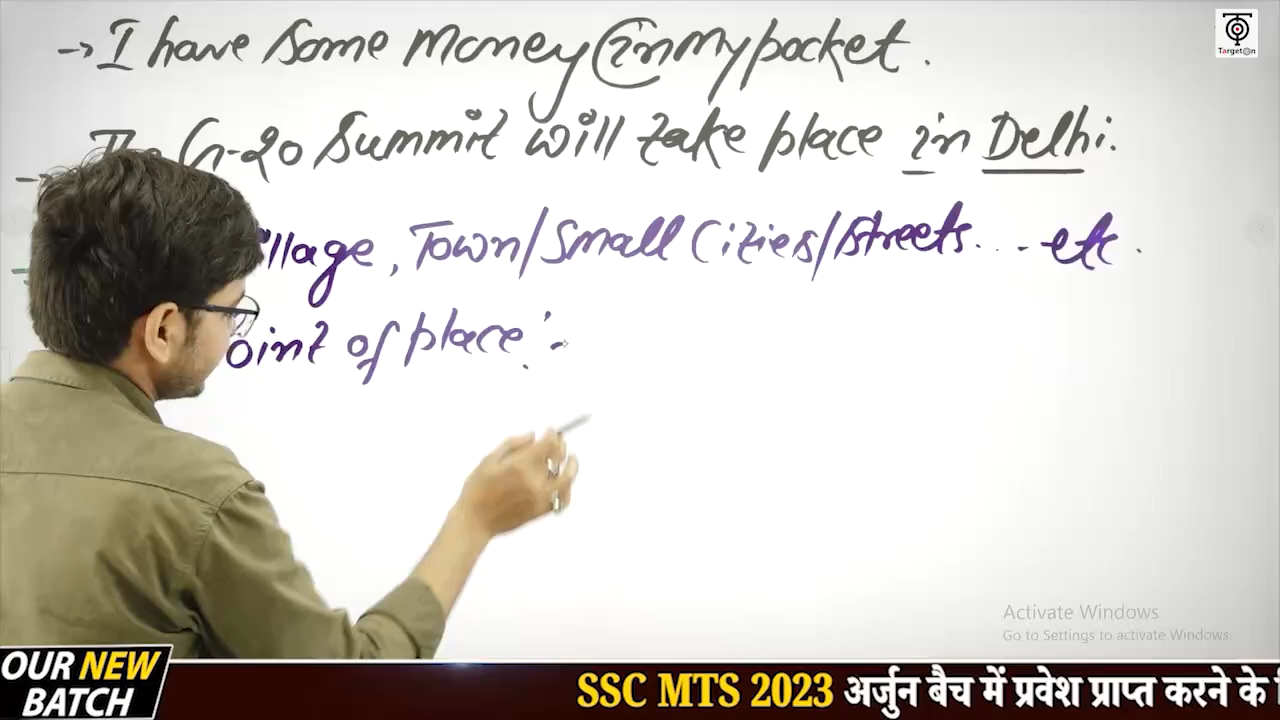 → I have some money in my pocket.
The G-20 Summit will take place in Delhi.
illage, Town/Small Cities/streets... etc.
oint of place :-
TargetOn
Activate Windows
Go to Settings to activate Windows.
OUR NEW
BATCH
SSC MTS 2023 अर्जुन बैच में प्रवेश प्राप्त करने के